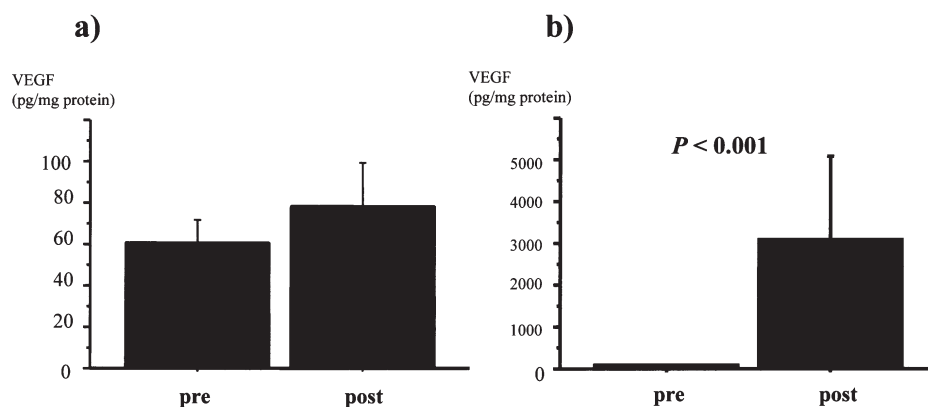 a)
VEGF
(pg/mg protein)
100
80
60
40
20
0
pre post
b)
VEGF
(pg/mg protein)
P < 0.001
5000
4000
3000
2000
1000
0
pre post